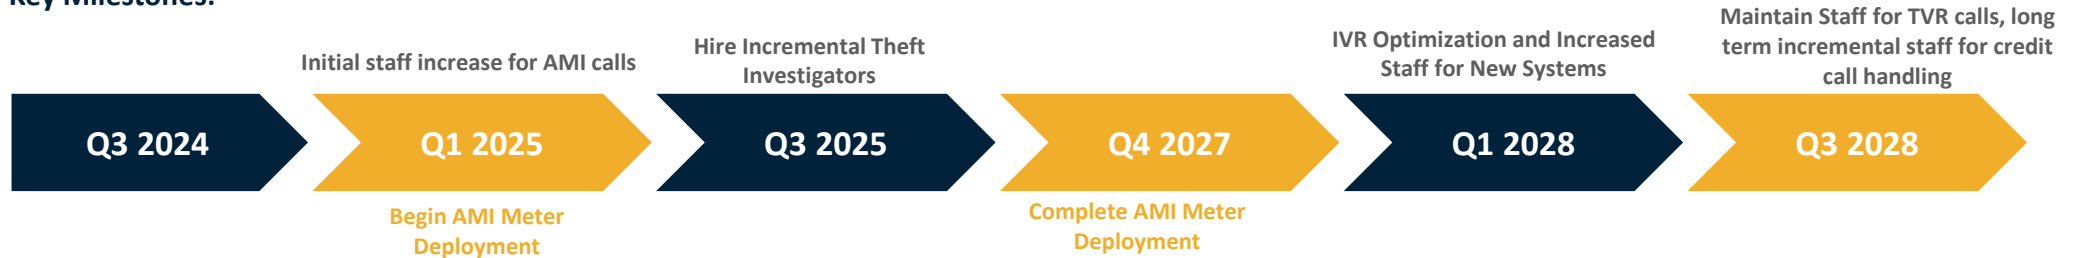 Key Milestones:
Maintain Staff for TVR calls, long
term incremental staff for credit
call handling
IVR Optimization and Increased
Staff for New Systems
Hire Incremental Theft
Investigators
Initial staff increase for AMI calls
Q3 2024
Q1 2025
Q3 2025
Q4 2027
Q1 2028
Q3 2028
Begin AMI Meter
Deployment
Complete AMI Meter
Deployment